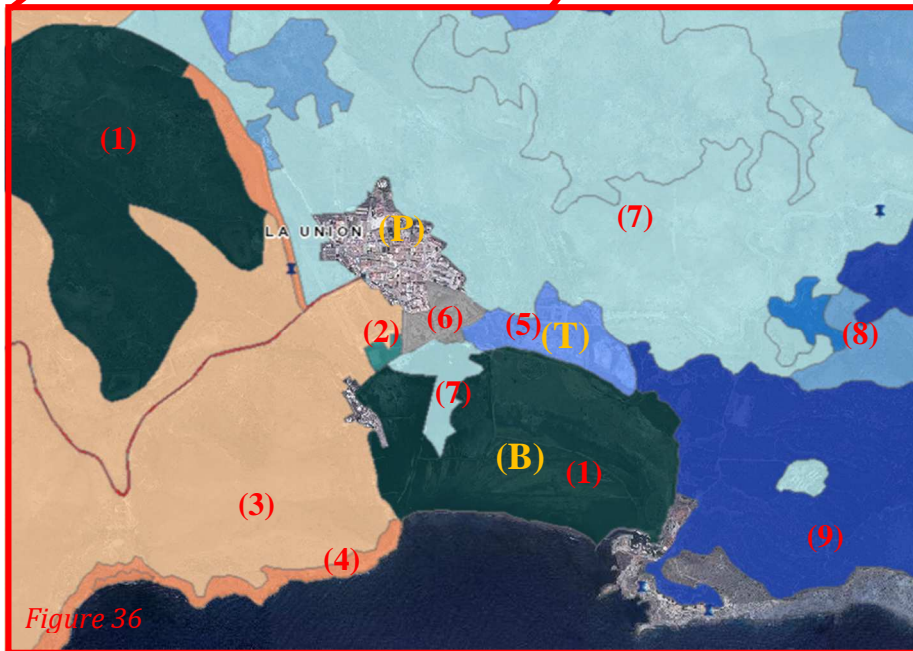 (1)
(7)
LA UNION
(P)
(2)
(6)
(5)
(T)
(8)
(7)
(B)
(1)
(3)
(9)
(4)
Figure 36